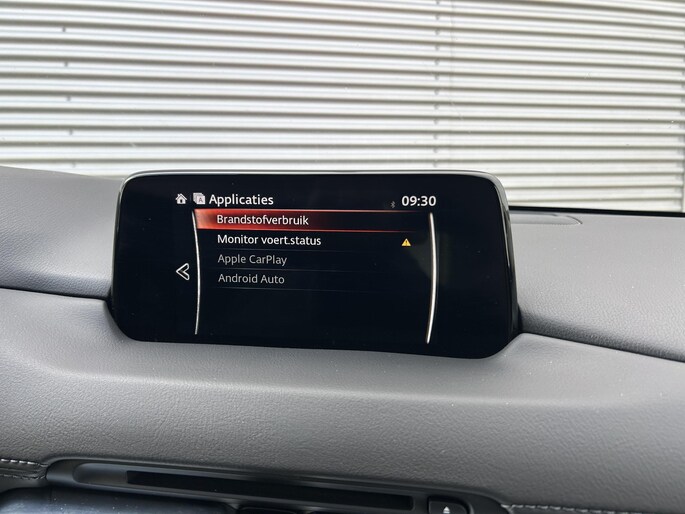 Applicaties 09:30
Brandstofverbruik
Monitor voert.status
Apple CarPlay
Android Auto